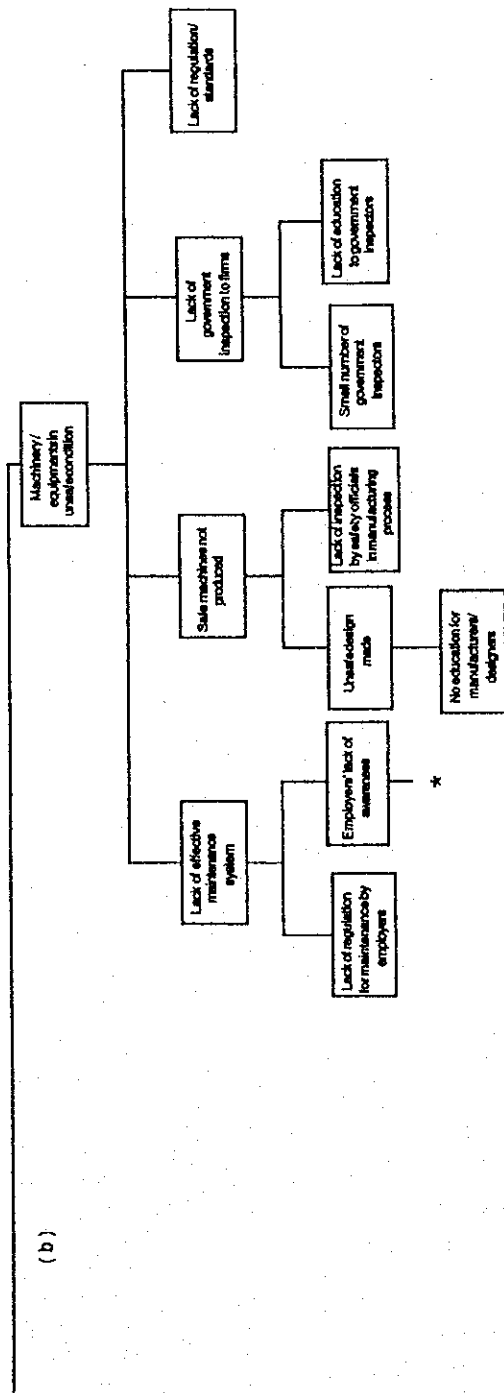 (b)
Machinery/
equipments in
unsafe condition
Lack of effective
maintenance
system
Safe machines not
produced
Lack of
government
inspection to firms
Lack of regulation/
standards
Lack of regulation
for maintenance by
employers
Employers' lack of
awareness
*
Unsafe design
made
Lack of inspection
by safety officials
in manufacturing
process
Small number of
government
inspectors
Lack of education
to government
inspectors
No education for
manufacturers/
designers